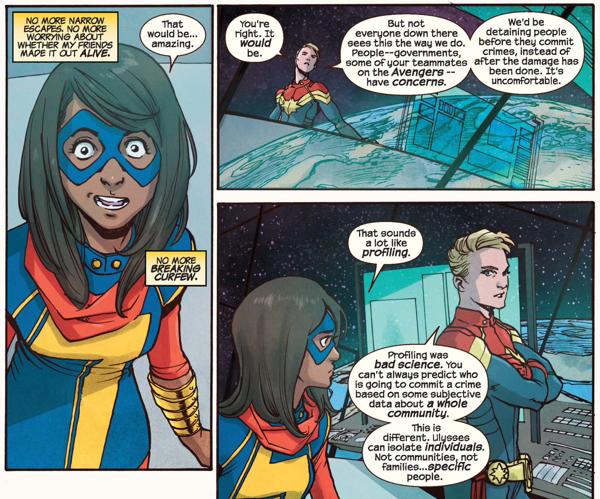 NO MORE NARROW
ESCAPES. NO MORE
WORRYING ABOUT
WHETHER MY FRIENDS
MADE IT OUT ALIVE.
That
would be...
amazing.
NO MORE
BREAKING
CURFEW.
You're
right. It
would
be.
But not
everyone down there
sees this the way we do.
People--governments,
some of your teammates
on the Avengers --
have concerns.
We'd be
detaining people
before they commit
crimes, instead of
after the damage has
been done. It's
uncomfortable.
That sounds
a lot like
profiling.
Profiling was
bad science. You
can't always predict who
is going to commit a crime
based on some subjective
data about a whole
community.
This is
different. Ulysses
can isolate individuals.
Not communities, not
families...specific
people.